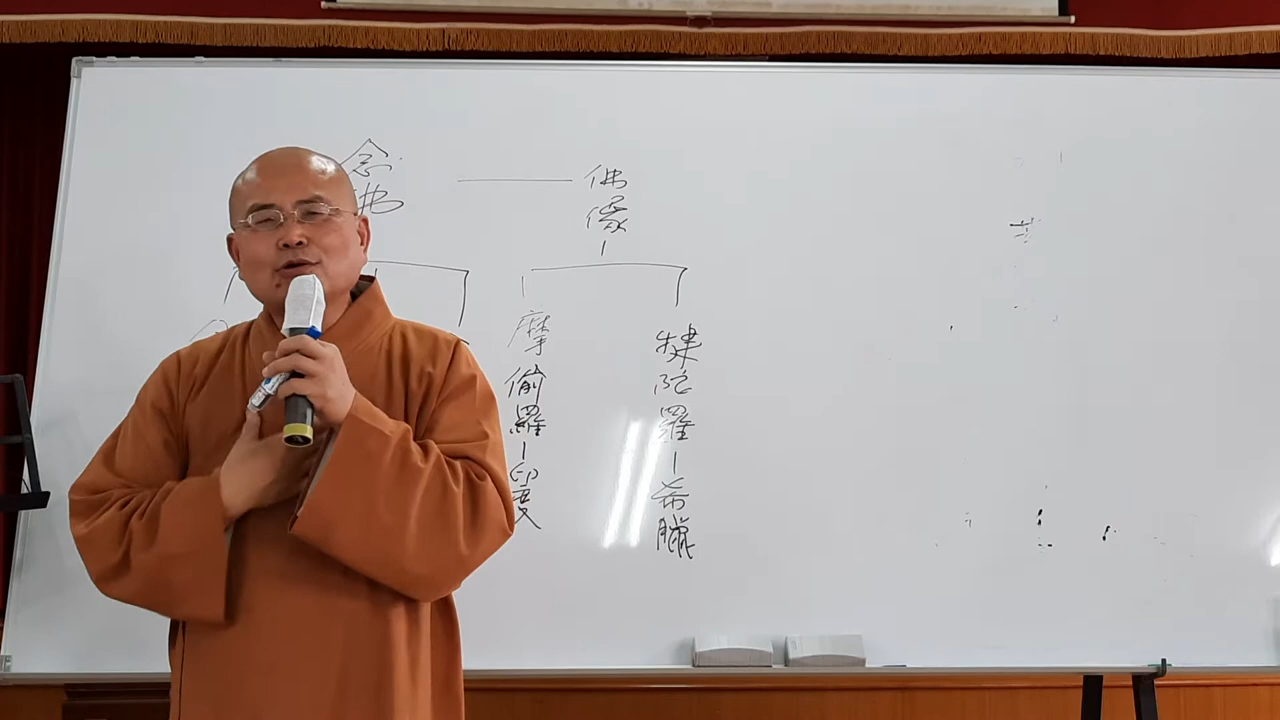 念佛 — 佛像
摩偷羅 — 印度
犍陀羅 — 希臘